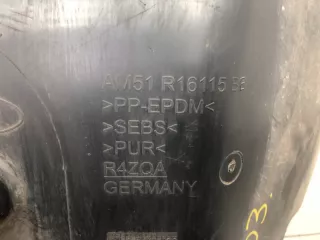 AM51 R16115
>PP-EPDM<
>SEBS<
>PUR<
R4ZOA
GERMANY